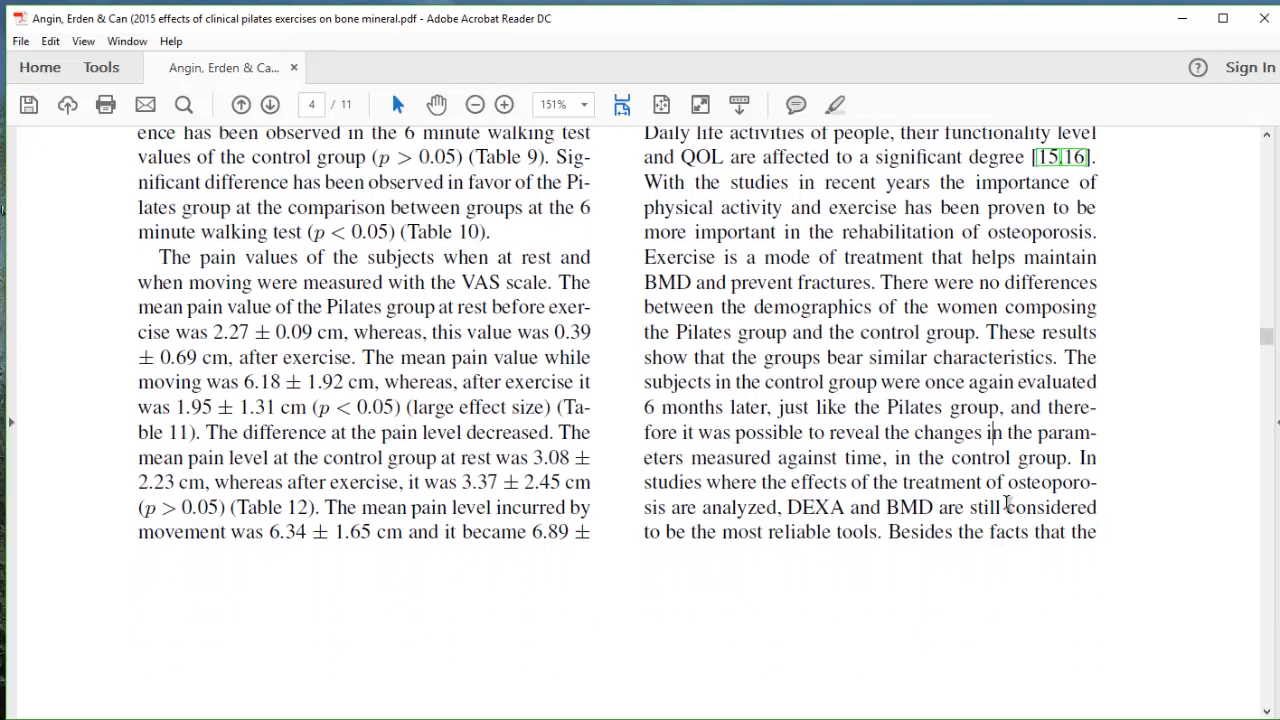 Angin, Erden & Can (2015 effects of clinical pilates exercises on bone mineral.pdf - Adobe Acrobat Reader DC
File Edit View Window Help
Home Tools Angin, Erden & Ca... × Sign In
4 / 11 151%
ence has been observed in the 6 minute walking test
values of the control group (p > 0.05) (Table 9). Sig-
nificant difference has been observed in favor of the Pi-
lates group at the comparison between groups at the 6
minute walking test (p < 0.05) (Table 10).
The pain values of the subjects when at rest and
when moving were measured with the VAS scale. The
mean pain value of the Pilates group at rest before exer-
cise was 2.27 ± 0.09 cm, whereas, this value was 0.39
± 0.69 cm, after exercise. The mean pain value while
moving was 6.18 ± 1.92 cm, whereas, after exercise it
was 1.95 ± 1.31 cm (p < 0.05) (large effect size) (Ta-
ble 11). The difference at the pain level decreased. The
mean pain level at the control group at rest was 3.08 ±
2.23 cm, whereas after exercise, it was 3.37 ± 2.45 cm
(p > 0.05) (Table 12). The mean pain level incurred by
movement was 6.34 ± 1.65 cm and it became 6.89 ±
Daily life activities of people, their functionality level
and QOL are affected to a significant degree [15,16].
With the studies in recent years the importance of
physical activity and exercise has been proven to be
more important in the rehabilitation of osteoporosis.
Exercise is a mode of treatment that helps maintain
BMD and prevent fractures. There were no differences
between the demographics of the women composing
the Pilates group and the control group. These results
show that the groups bear similar characteristics. The
subjects in the control group were once again evaluated
6 months later, just like the Pilates group, and there-
fore it was possible to reveal the changes in the param-
eters measured against time, in the control group. In
studies where the effects of the treatment of osteoporo-
sis are analyzed, DEXA and BMD are still considered
to be the most reliable tools. Besides the facts that the